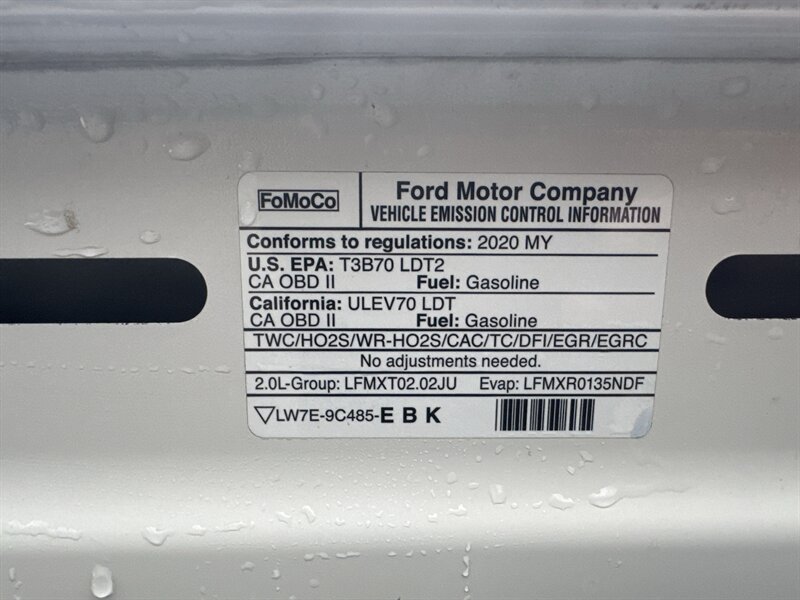 FoMoCo
Ford Motor Company
VEHICLE EMISSION CONTROL INFORMATION
Conforms to regulations: 2020 MY
U.S. EPA: T3B70 LDT2
CA OBD II Fuel: Gasoline
California: ULEV70 LDT
CA OBD II Fuel: Gasoline
TWC/HO2S/WR-HO2S/CAC/TC/DFI/EGR/EGRC
No adjustments needed.
2.0L-Group: LFMXT02.02JU Evap: LFMXR0135NDF
LW7E-9C485-E B K